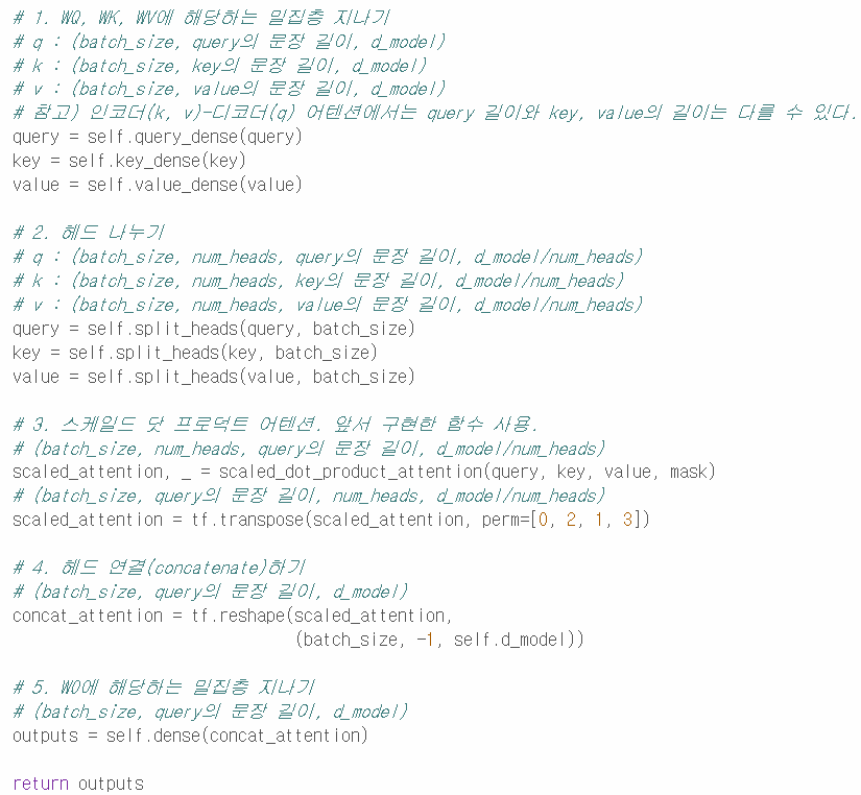 # 1. WQ, WK, WV에 해당하는 밀집층 지나기
# q : (batch_size, query의 문장 길이, d_model)
# k : (batch_size, key의 문장 길이, d_model)
# v : (batch_size, value의 문장 길이, d_model)
# 참고) 인코더(k, v)-디코더(q) 어텐션에서는 query 길이와 key, value의 길이는 다를 수 있다.
query = self.query_dense(query)
key = self.key_dense(key)
value = self.value_dense(value)

# 2. 헤드 나누기
# q : (batch_size, num_heads, query의 문장 길이, d_model/num_heads)
# k : (batch_size, num_heads, key의 문장 길이, d_model/num_heads)
# v : (batch_size, num_heads, value의 문장 길이, d_model/num_heads)
query = self.split_heads(query, batch_size)
key = self.split_heads(key, batch_size)
value = self.split_heads(value, batch_size)

# 3. 스케일드 닷 프로덕트 어텐션. 앞서 구현한 함수 사용.
# (batch_size, num_heads, query의 문장 길이, d_model/num_heads)
scaled_attention, _ = scaled_dot_product_attention(query, key, value, mask)
# (batch_size, query의 문장 길이, num_heads, d_model/num_heads)
scaled_attention = tf.transpose(scaled_attention, perm=[0, 2, 1, 3])

# 4. 헤드 연결(concatenate)하기
# (batch_size, query의 문장 길이, d_model)
concat_attention = tf.reshape(scaled_attention,
                              (batch_size, -1, self.d_model))

# 5. WO에 해당하는 밀집층 지나기
# (batch_size, query의 문장 길이, d_model)
outputs = self.dense(concat_attention)

return outputs